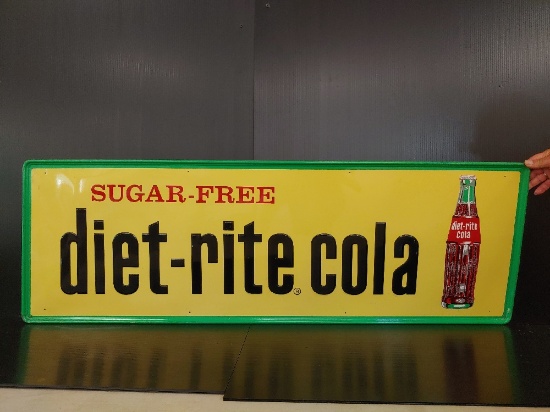 SUGAR-FREE
diet-rite cola
®
diet-rite
cola